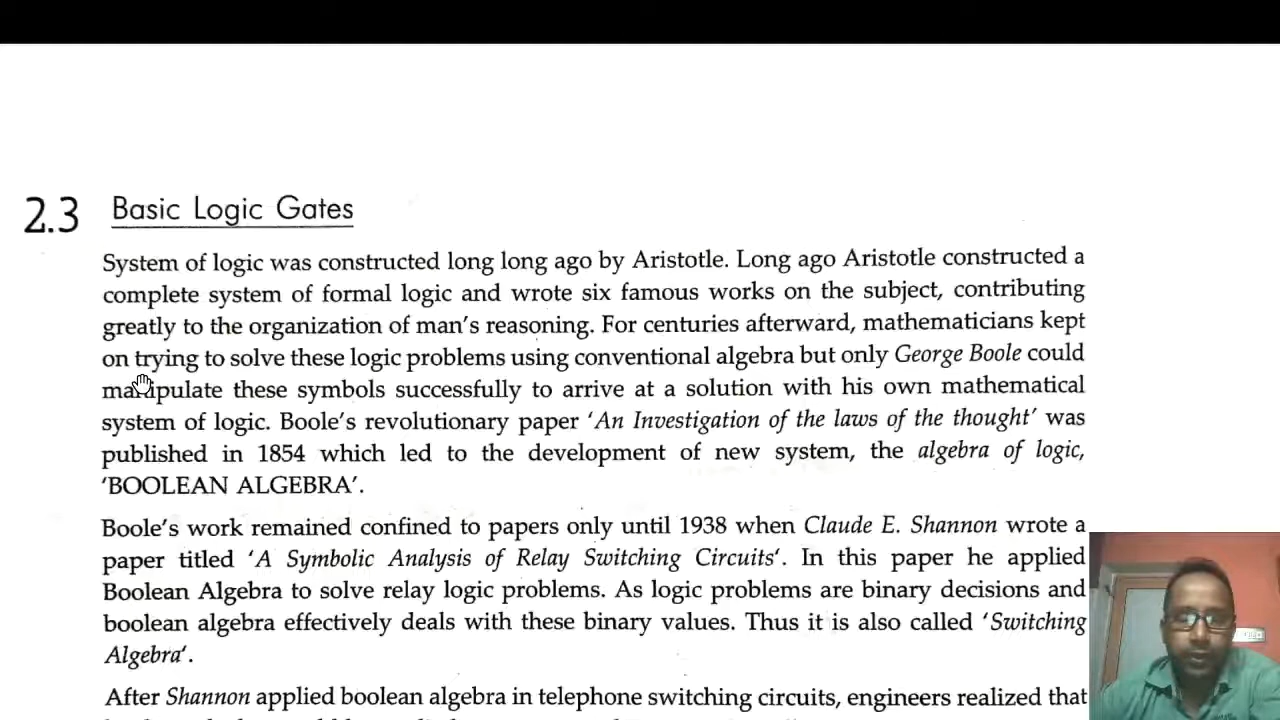 2.3 Basic Logic Gates
System of logic was constructed long long ago by Aristotle. Long ago Aristotle constructed a
complete system of formal logic and wrote six famous works on the subject, contributing
greatly to the organization of man's reasoning. For centuries afterward, mathematicians kept
on trying to solve these logic problems using conventional algebra but only George Boole could
manipulate these symbols successfully to arrive at a solution with his own mathematical
system of logic. Boole's revolutionary paper 'An Investigation of the laws of the thought' was
published in 1854 which led to the development of new system, the algebra of logic,
'BOOLEAN ALGEBRA'.
Boole's work remained confined to papers only until 1938 when Claude E. Shannon wrote a
paper titled 'A Symbolic Analysis of Relay Switching Circuits'. In this paper he applied
Boolean Algebra to solve relay logic problems. As logic problems are binary decisions and
boolean algebra effectively deals with these binary values. Thus it is also called 'Switching
Algebra'.
After Shannon applied boolean algebra in telephone switching circuits, engineers realized that